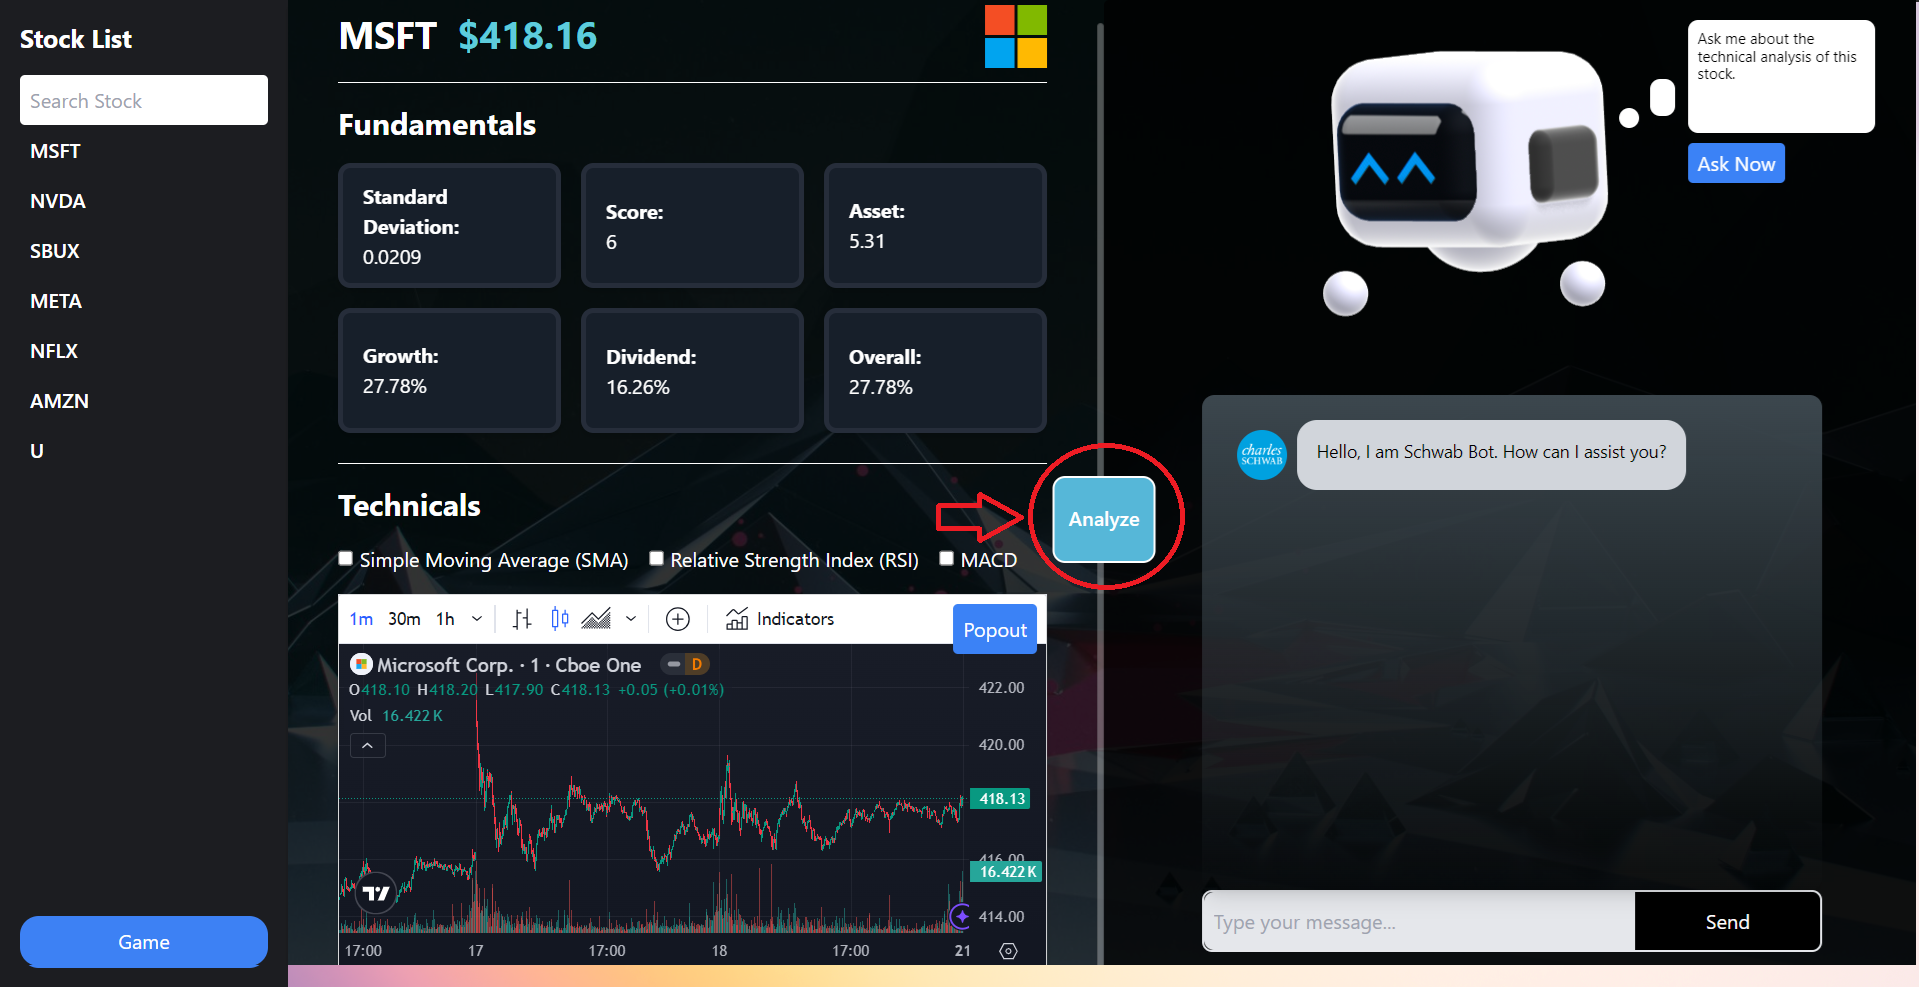 Stock List
Search Stock
MSFT
NVDA
SBUX
META
NFLX
AMZN
U
Game
MSFT $418.16
Fundamentals
Standard
Deviation:
0.0209
Score:
6
Asset:
5.31
Growth:
27.78%
Dividend:
16.26%
Overall:
27.78%
Technicals
Simple Moving Average (SMA) Relative Strength Index (RSI) MACD
Analyze
1m 30m 1h Indicators
Popout
Microsoft Corp. · 1 · Cboe One D
O418.10 H418.20 L417.90 C418.13 +0.05 (+0.01%)
Vol 16.422 K
422.00
420.00
418.13
416.00
16.422 K
414.00
17:00 17 17:00 18 17:00 21
Ask me about the
technical analysis of this
stock.
Ask Now
charles
SCHWAB
Hello, I am Schwab Bot. How can I assist you?
Type your message...
Send